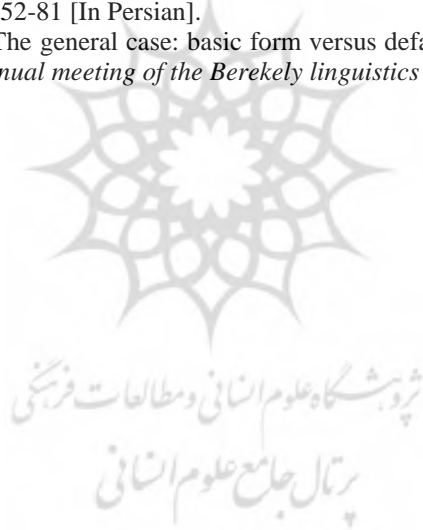 52-81 [In Persian].
The general case: basic form versus defa
nual meeting of the Berekely linguistics
پژوهشگاه علوم انسانی و مطالعات فرهنگی
پرتال جامع علوم انسانی